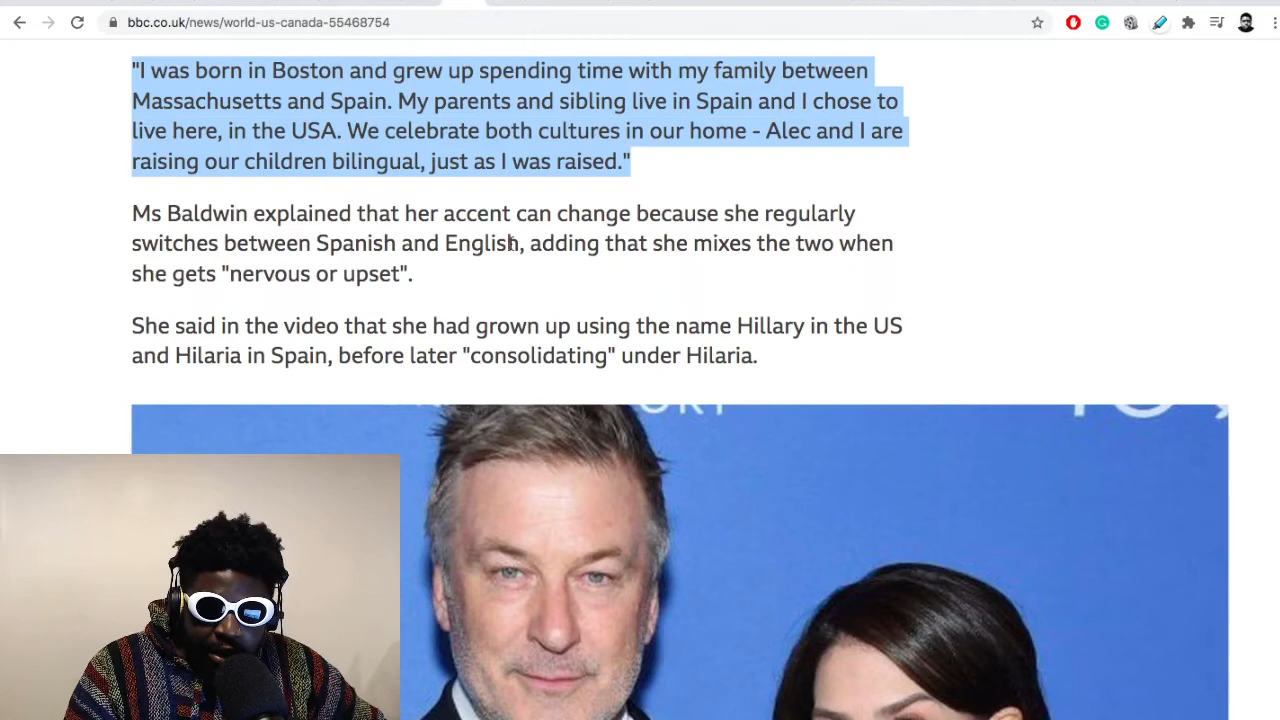 bbc.co.uk/news/world-us-canada-55468754
"I was born in Boston and grew up spending time with my family between
Massachusetts and Spain. My parents and sibling live in Spain and I chose to
live here, in the USA. We celebrate both cultures in our home - Alec and I are
raising our children bilingual, just as I was raised."
Ms Baldwin explained that her accent can change because she regularly
switches between Spanish and English, adding that she mixes the two when
she gets "nervous or upset".
She said in the video that she had grown up using the name Hillary in the US
and Hilaria in Spain, before later "consolidating" under Hilaria.